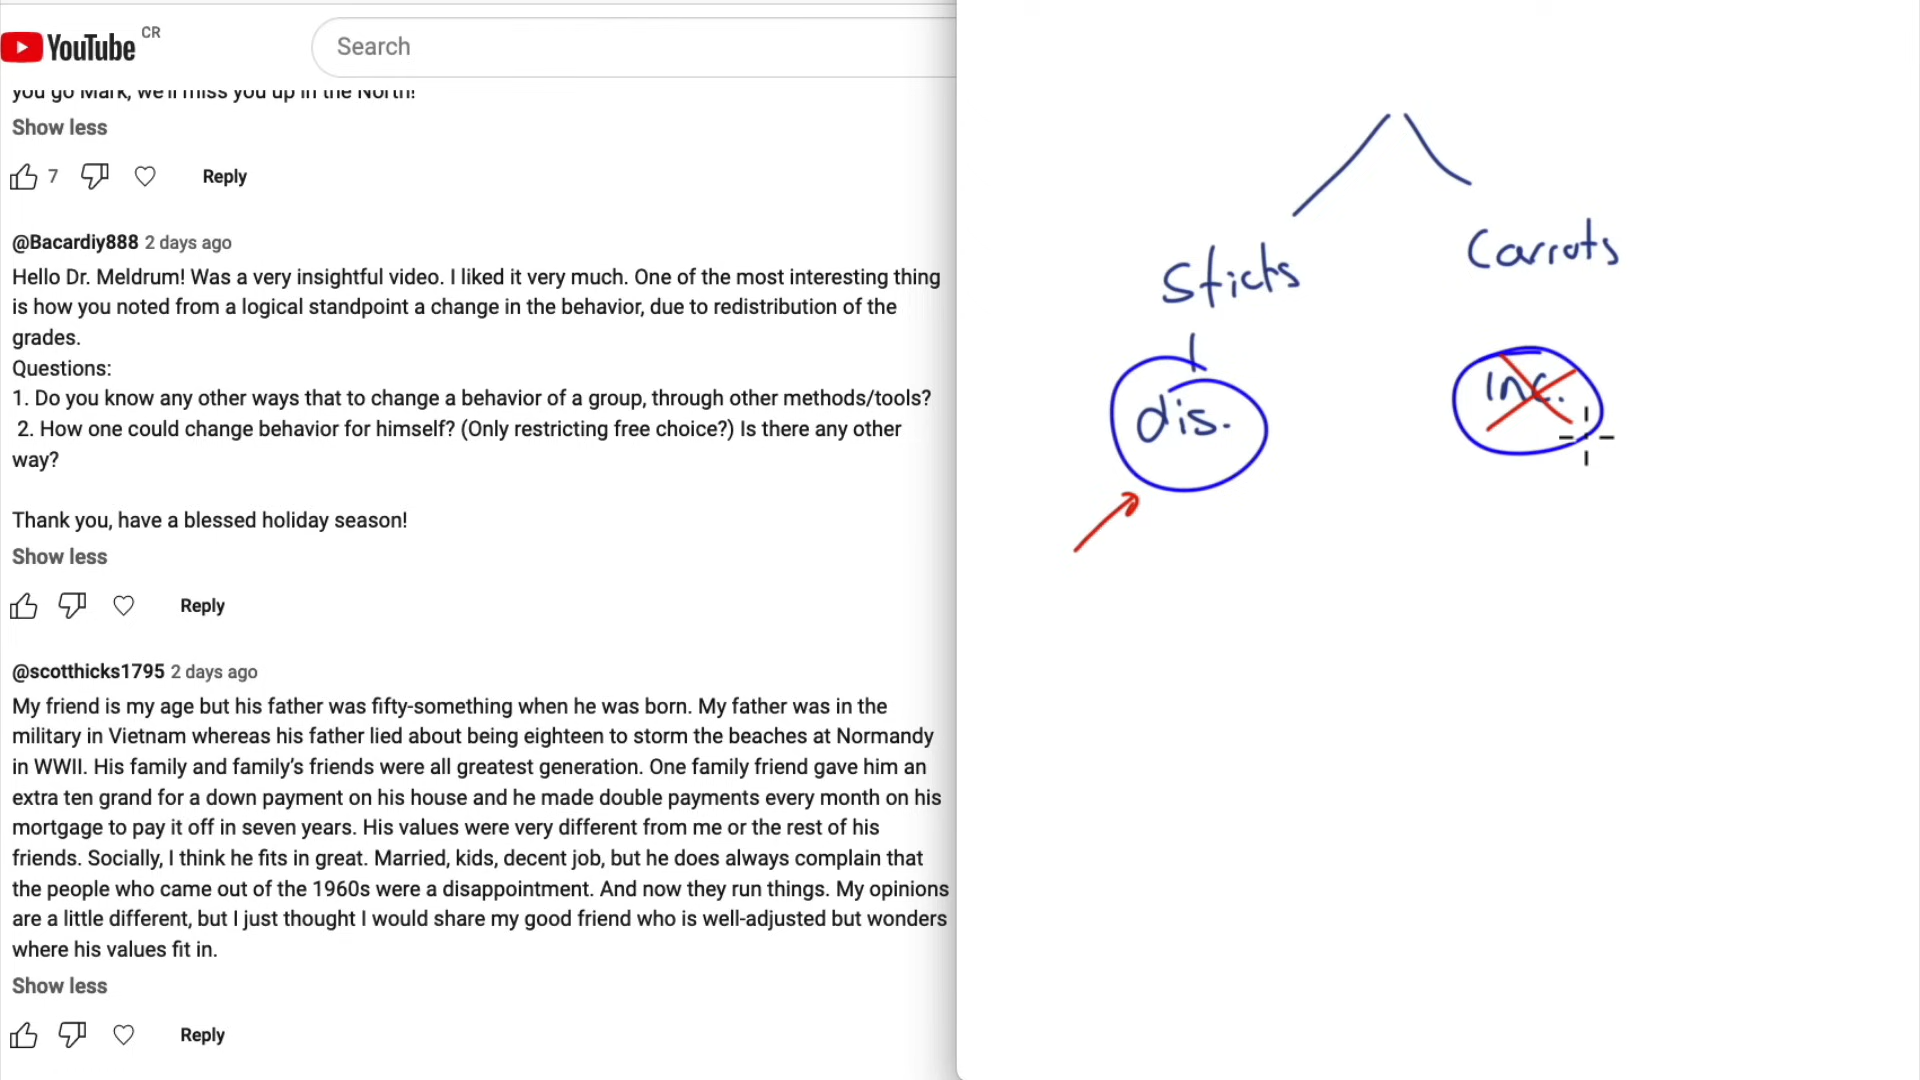 YouTube CR
Search
you go Mark, we'll miss you up in the North!
Show less
7 Reply
@Bacardiy888 2 days ago
Hello Dr. Meldrum! Was a very insightful video. I liked it very much. One of the most interesting thing
is how you noted from a logical standpoint a change in the behavior, due to redistribution of the
grades.
Questions:
1. Do you know any other ways that to change a behavior of a group, through other methods/tools?
2. How one could change behavior for himself? (Only restricting free choice?) Is there any other
way?
Thank you, have a blessed holiday season!
Show less
Reply
@scotthicks1795 2 days ago
My friend is my age but his father was fifty-something when he was born. My father was in the
military in Vietnam whereas his father lied about being eighteen to storm the beaches at Normandy
in WWII. His family and family's friends were all greatest generation. One family friend gave him an
extra ten grand for a down payment on his house and he made double payments every month on his
mortgage to pay it off in seven years. His values were very different from me or the rest of his
friends. Socially, I think he fits in great. Married, kids, decent job, but he does always complain that
the people who came out of the 1960s were a disappointment. And now they run things. My opinions
are a little different, but I just thought I would share my good friend who is well-adjusted but wonders
where his values fit in.
Show less
Reply
Sticks
Carrots
dis.
Inc.